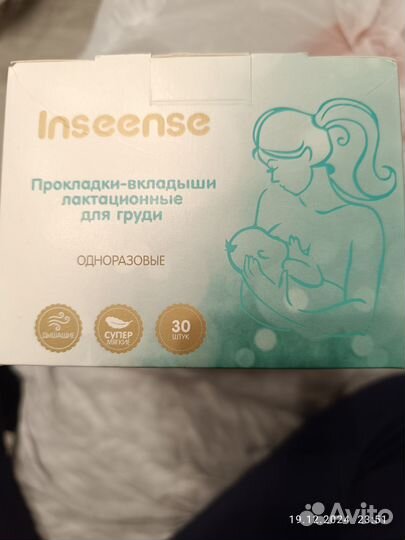 Inseense
Прокладки-вкладыши
лактационные
для груди
ОДНОРАЗОВЫЕ
ДЫШАЩИЕ
СУПЕР
МЯГКИЕ
30
ШТУК
Avito
19.12.2024 23:51